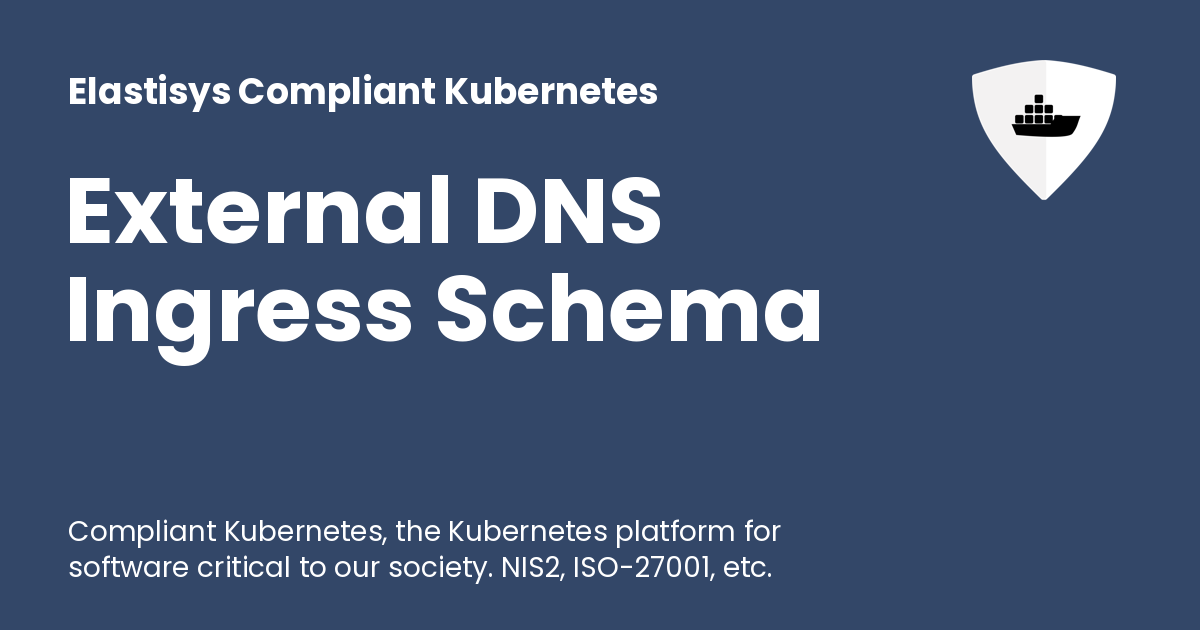 Elastisys Compliant Kubernetes
External DNS
Ingress Schema
Compliant Kubernetes, the Kubernetes platform for
software critical to our society. NIS2, ISO-27001, etc.